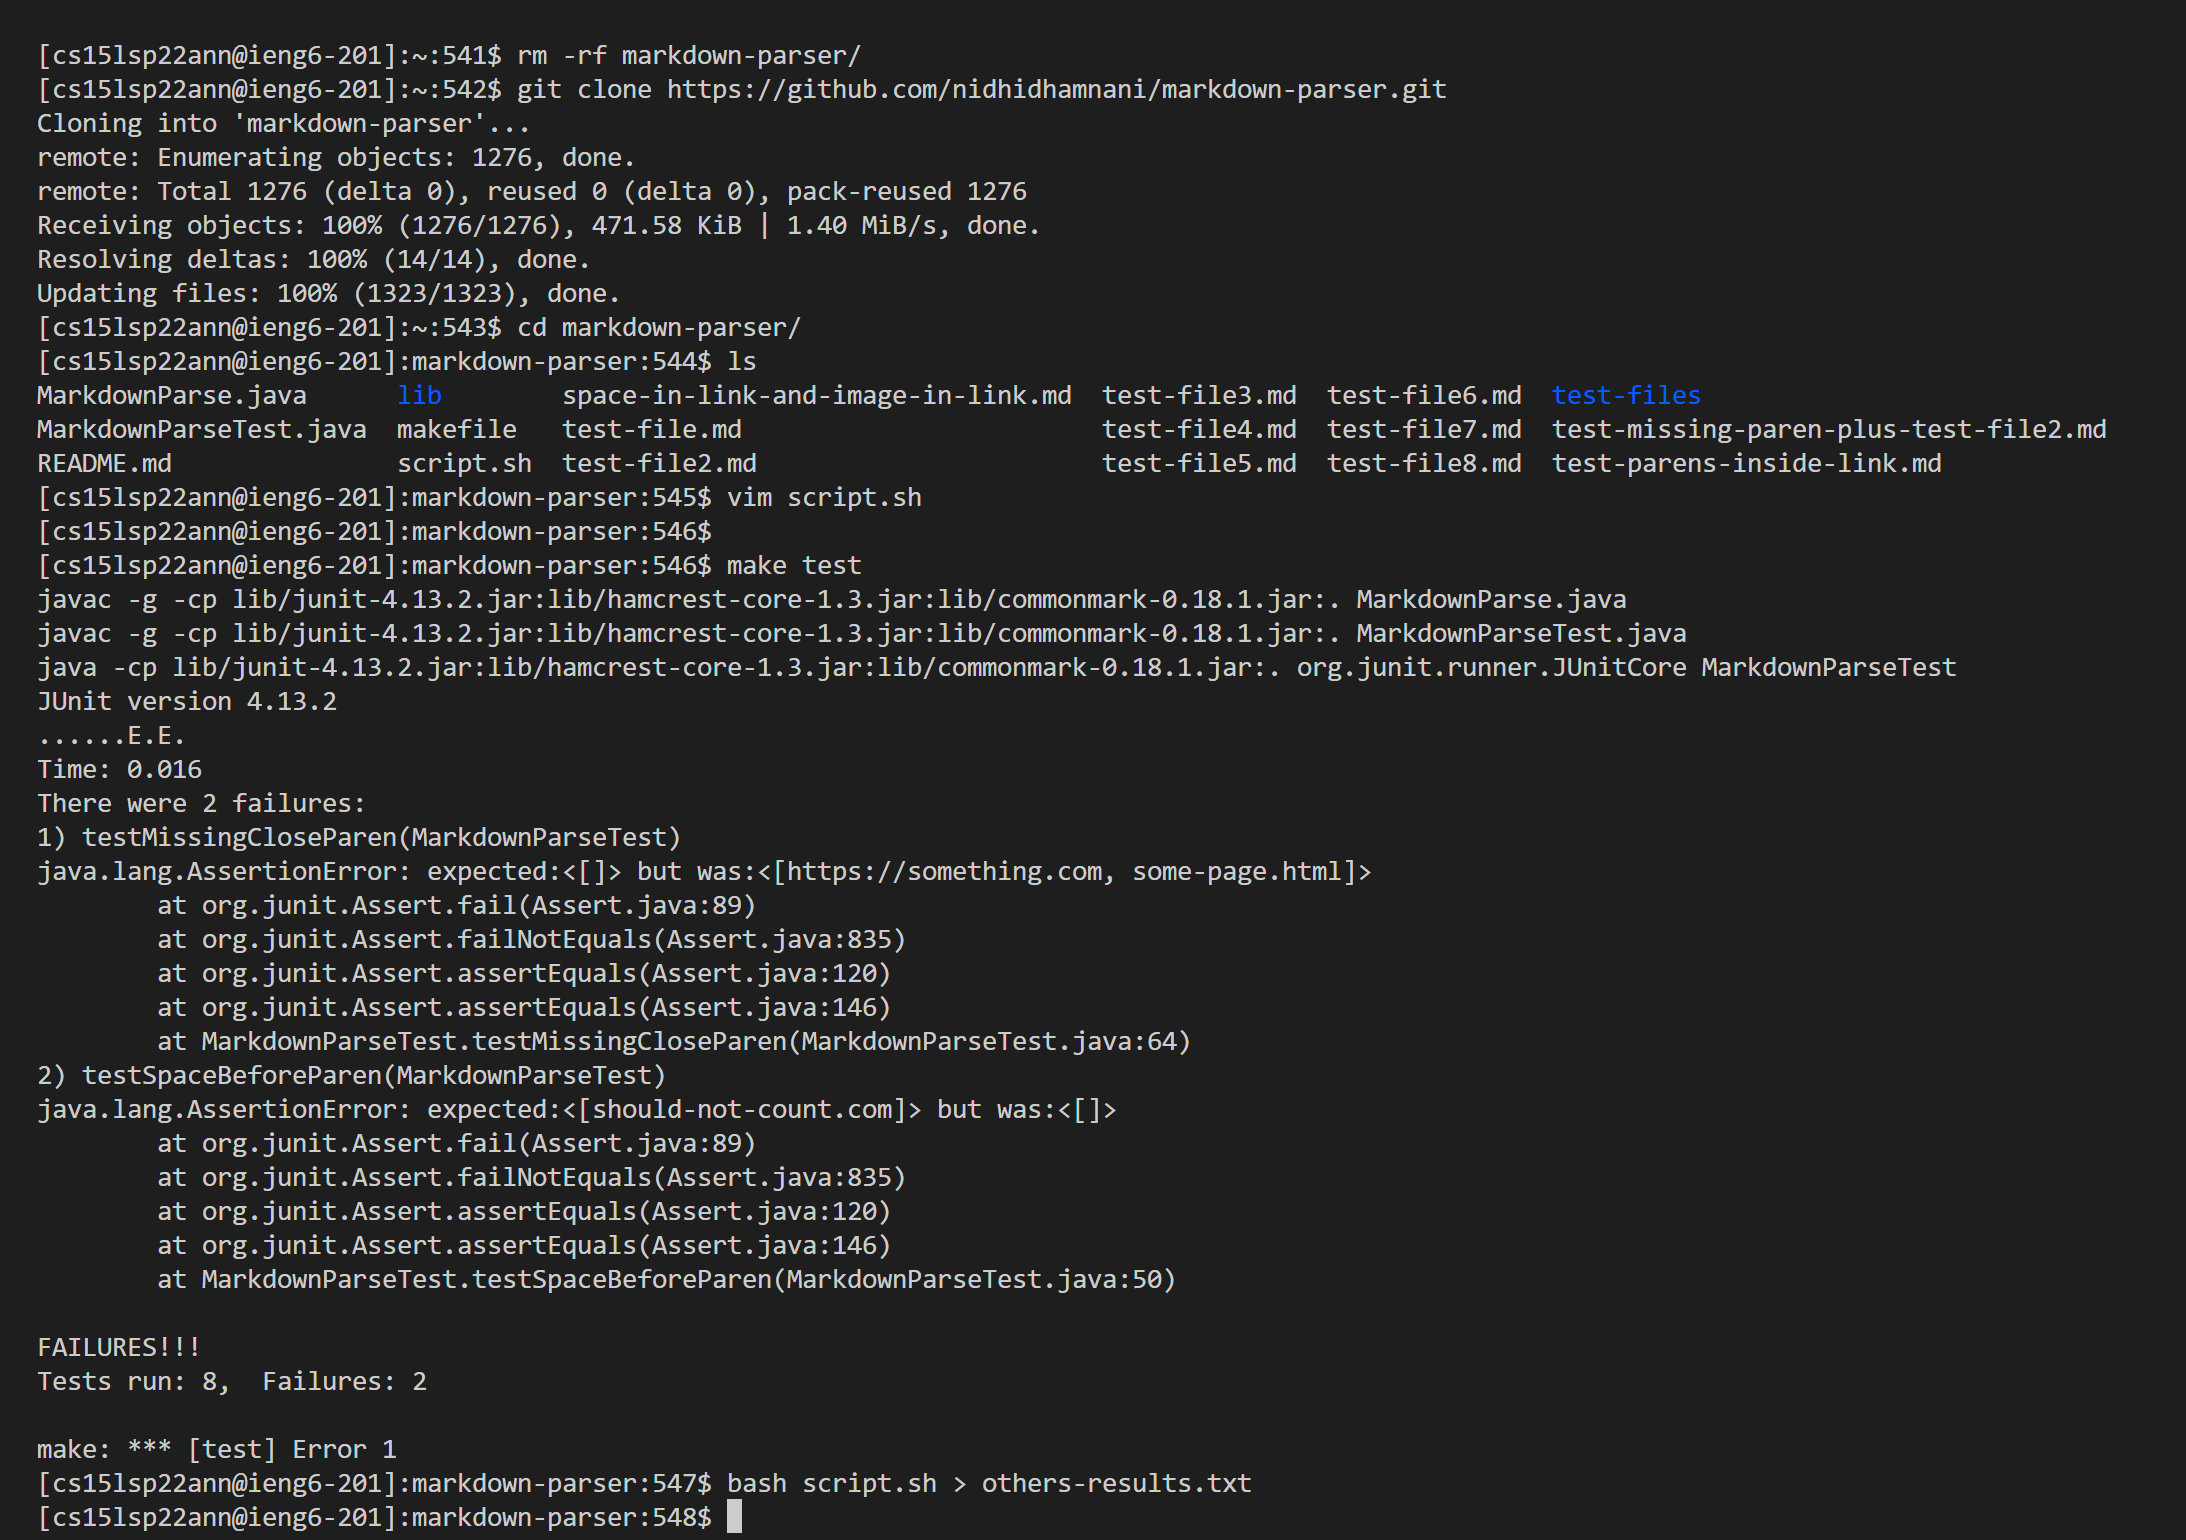 [cs15lsp22ann@ieng6-201]:~:541$ rm -rf markdown-parser/
[cs15lsp22ann@ieng6-201]:~:542$ git clone https://github.com/nidhidhamnani/markdown-parser.git
Cloning into 'markdown-parser'...
remote: Enumerating objects: 1276, done.
remote: Total 1276 (delta 0), reused 0 (delta 0), pack-reused 1276
Receiving objects: 100% (1276/1276), 471.58 KiB | 1.40 MiB/s, done.
Resolving deltas: 100% (14/14), done.
Updating files: 100% (1323/1323), done.
[cs15lsp22ann@ieng6-201]:~:543$ cd markdown-parser/
[cs15lsp22ann@ieng6-201]:markdown-parser:544$ ls
MarkdownParse.java      lib        space-in-link-and-image-in-link.md  test-file3.md  test-file6.md  test-files
MarkdownParseTest.java  makefile   test-file.md                        test-file4.md  test-file7.md  test-missing-paren-plus-test-file2.md
README.md               script.sh  test-file2.md                       test-file5.md  test-file8.md  test-parens-inside-link.md
[cs15lsp22ann@ieng6-201]:markdown-parser:545$ vim script.sh
[cs15lsp22ann@ieng6-201]:markdown-parser:546$
[cs15lsp22ann@ieng6-201]:markdown-parser:546$ make test
javac -g -cp lib/junit-4.13.2.jar:lib/hamcrest-core-1.3.jar:lib/commonmark-0.18.1.jar:. MarkdownParse.java
javac -g -cp lib/junit-4.13.2.jar:lib/hamcrest-core-1.3.jar:lib/commonmark-0.18.1.jar:. MarkdownParseTest.java
java -cp lib/junit-4.13.2.jar:lib/hamcrest-core-1.3.jar:lib/commonmark-0.18.1.jar:. org.junit.runner.JUnitCore MarkdownParseTest
JUnit version 4.13.2
......E.E.
Time: 0.016
There were 2 failures:
1) testMissingCloseParen(MarkdownParseTest)
java.lang.AssertionError: expected:<[]> but was:<[https://something.com, some-page.html]>
        at org.junit.Assert.fail(Assert.java:89)
        at org.junit.Assert.failNotEquals(Assert.java:835)
        at org.junit.Assert.assertEquals(Assert.java:120)
        at org.junit.Assert.assertEquals(Assert.java:146)
        at MarkdownParseTest.testMissingCloseParen(MarkdownParseTest.java:64)
2) testSpaceBeforeParen(MarkdownParseTest)
java.lang.AssertionError: expected:<[should-not-count.com]> but was:<[]>
        at org.junit.Assert.fail(Assert.java:89)
        at org.junit.Assert.failNotEquals(Assert.java:835)
        at org.junit.Assert.assertEquals(Assert.java:120)
        at org.junit.Assert.assertEquals(Assert.java:146)
        at MarkdownParseTest.testSpaceBeforeParen(MarkdownParseTest.java:50)

FAILURES!!!
Tests run: 8,  Failures: 2

make: *** [test] Error 1
[cs15lsp22ann@ieng6-201]:markdown-parser:547$ bash script.sh > others-results.txt
[cs15lsp22ann@ieng6-201]:markdown-parser:548$